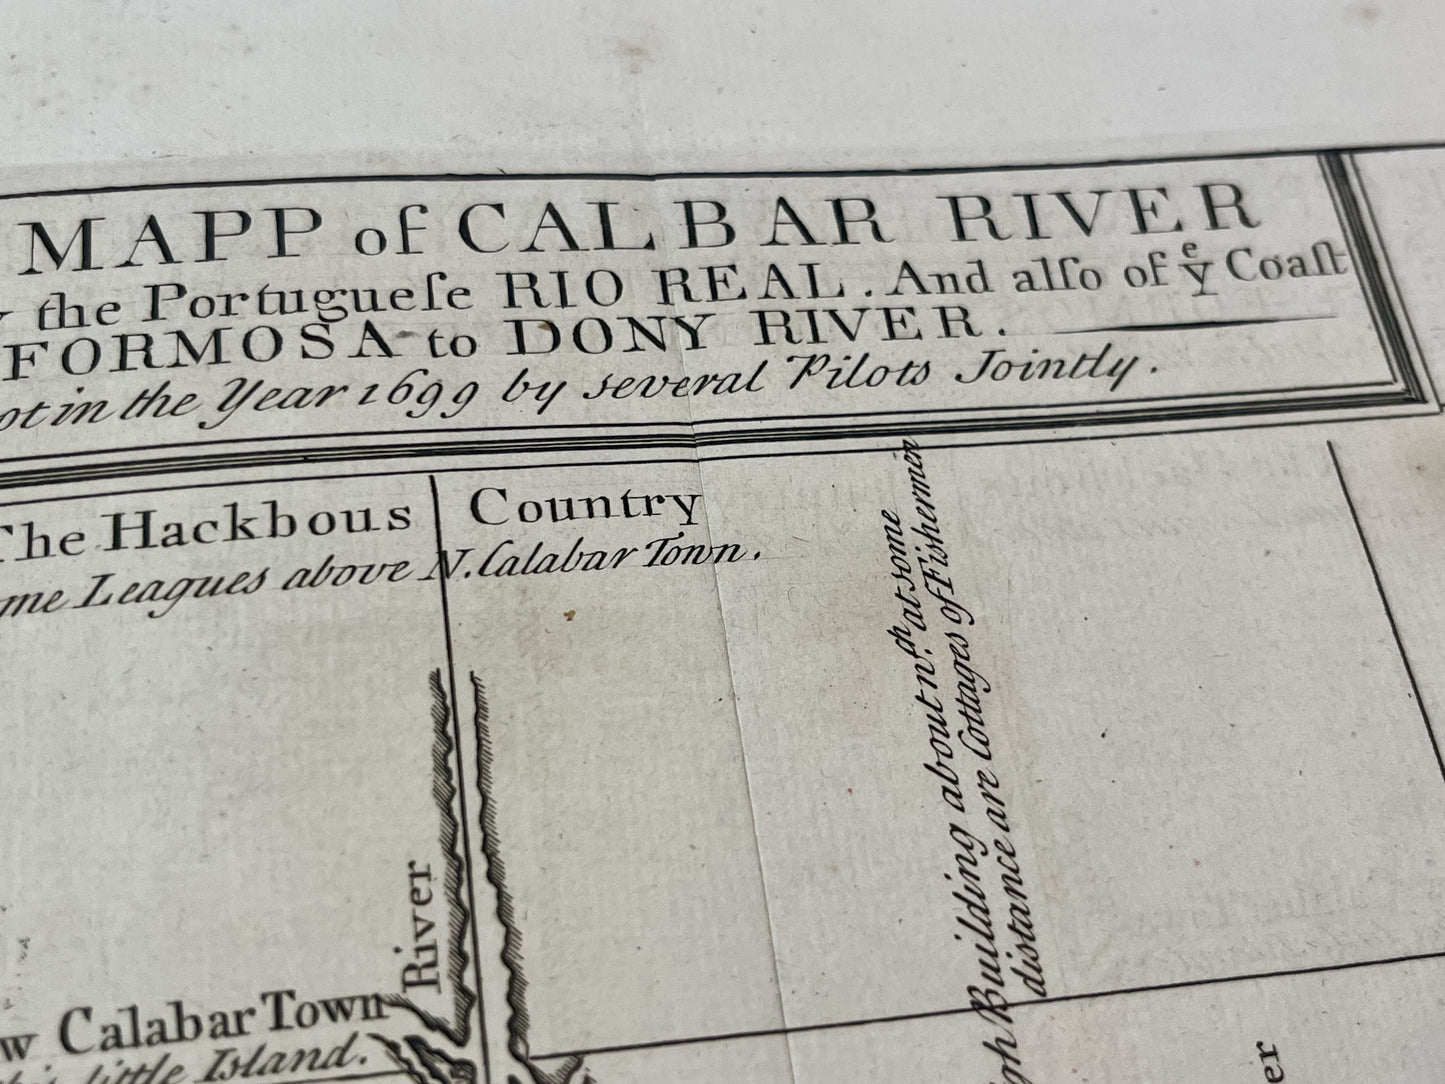 MAPP of CALBAR RIVER
the Portugueſe RIO REAL. And alſo of yͤ Coaſt
FORMOSA to DONY RIVER.
in the Year 1699 by several Pilots Jointly.
The Hackbous Country
me Leagues above N. Calabar Town.
Building about n.ch at some
distance are Cottages of Fishermen
River
w Calabar Town
little Island.